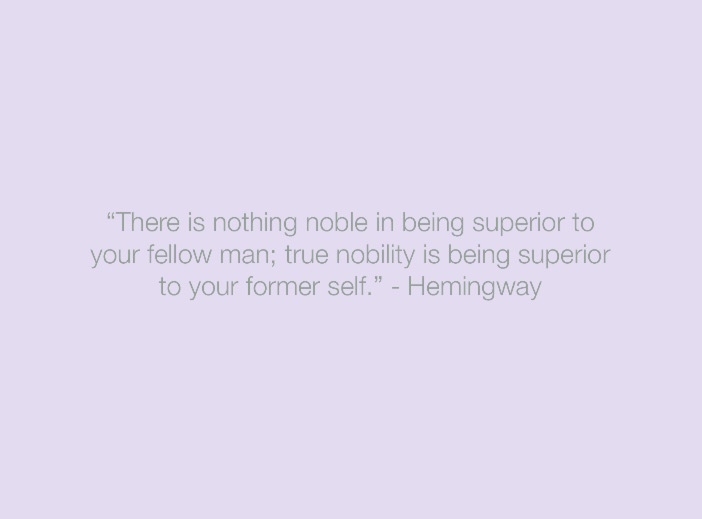 “There is nothing noble in being superior to
your fellow man; true nobility is being superior
to your former self.” - Hemingway